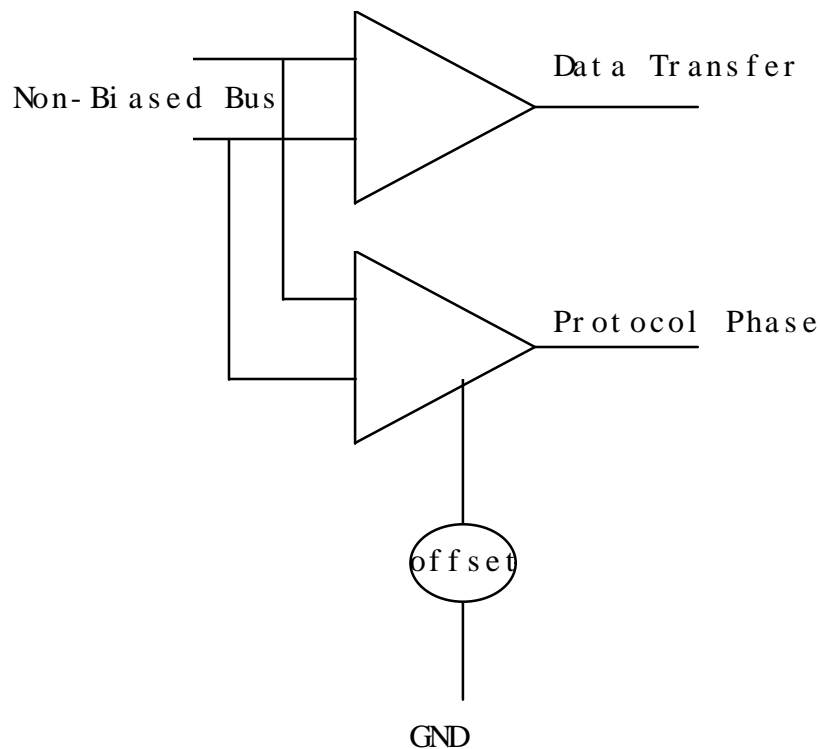 Data Transfer
Non-Biased Bus
Protocol Phase
offset
GND